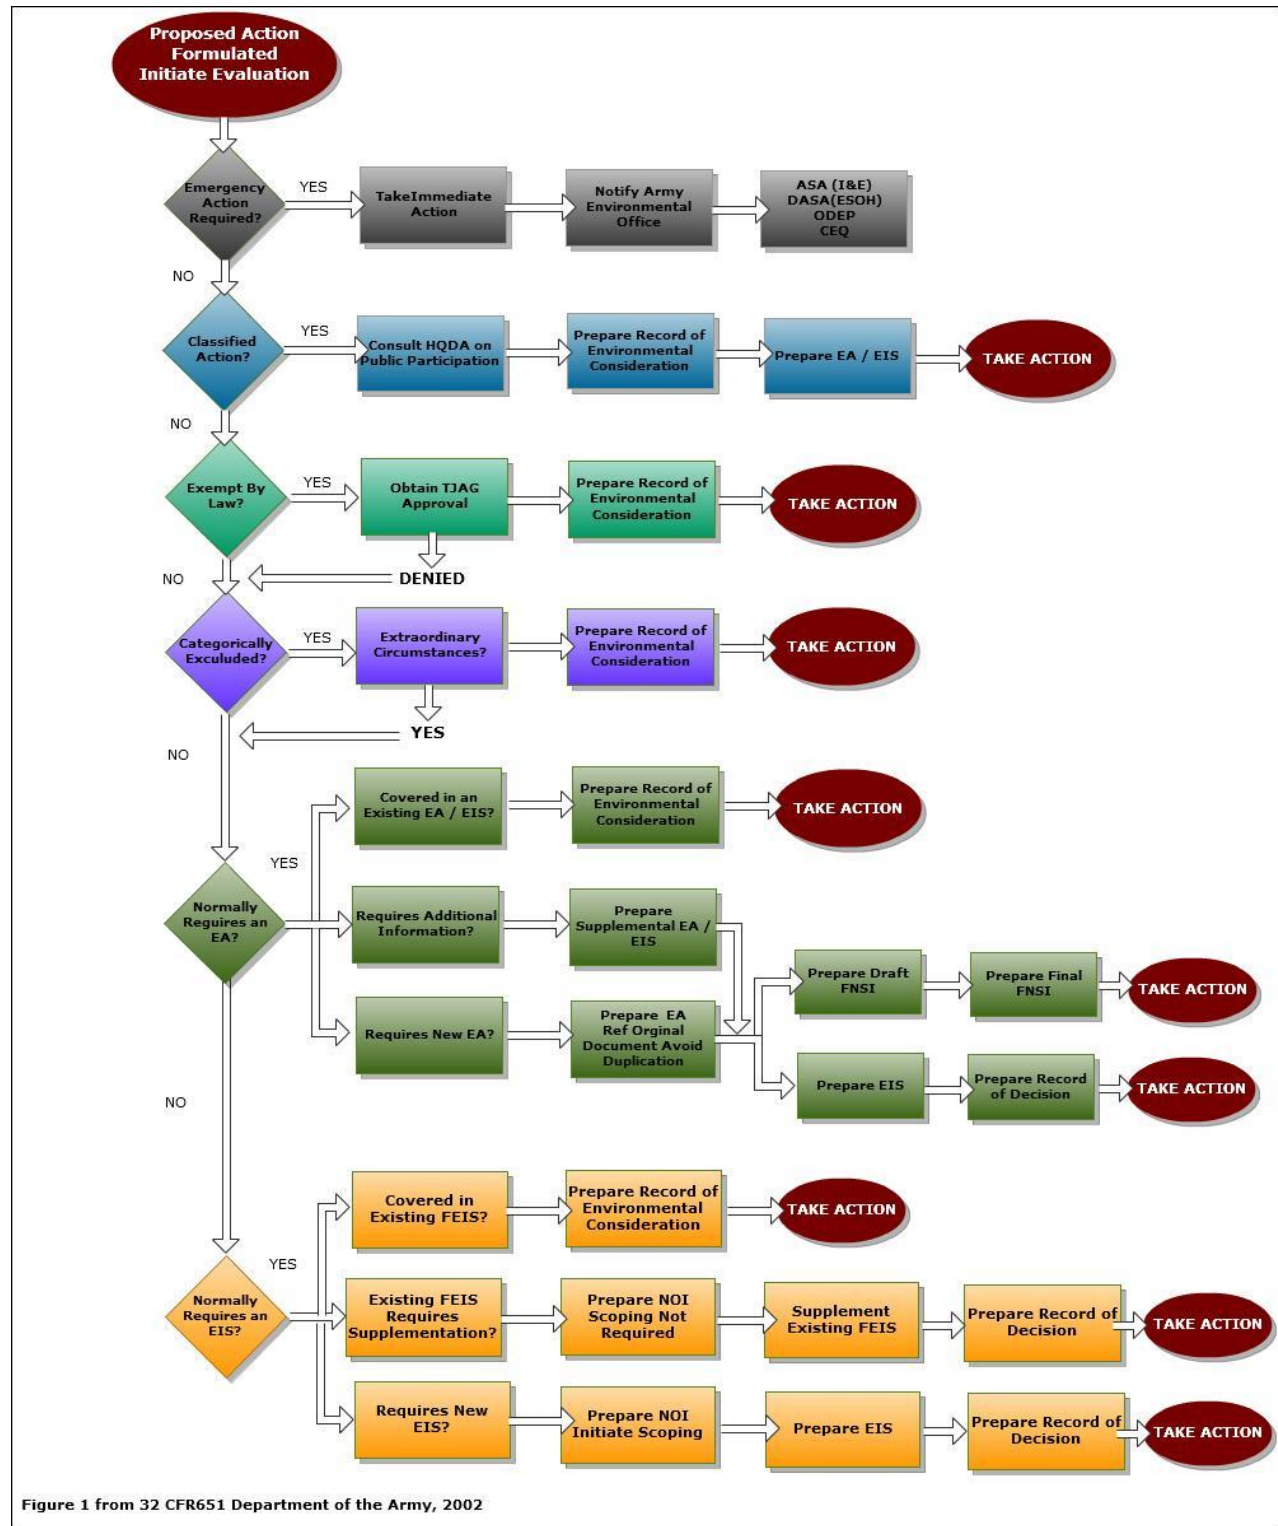 Proposed Action
Formulated
Initiate Evaluation
Emergency
Action
Required?
YES
TakeImmediate
Action
Notify Army
Environmental
Office
ASA (I&E)
DASA(ESOH)
ODEP
CEQ
NO
Classified
Action?
YES
Consult HQDA on
Public Participation
Prepare Record of
Environmental
Consideration
Prepare EA / EIS
TAKE ACTION
NO
Exempt By
Law?
YES
Obtain TJAG
Approval
Prepare Record of
Environmental
Consideration
TAKE ACTION
DENIED
NO
Categorically
Exculuded?
YES
Extraordinary
Circumstances?
Prepare Record of
Environmental
Consideration
TAKE ACTION
YES
NO
Normally
Reguires an
EA?
YES
Covered in an
Existing EA / EIS?
Prepare Record of
Environmental
Consideration
TAKE ACTION
Requires Additional
Information?
Prepare
Supplemental EA /
EIS
Requires New EA?
Prepare EA
Ref Orginal
Document Avoid
Duplication
Prepare Draft
FNSI
Prepare Final
FNSI
TAKE ACTION
Prepare EIS
Prepare Record
of Decision
TAKE ACTION
NO
Normally
Requires an
EIS?
YES
Covered in
Existing FEIS?
Prepare Record of
Environmental
Consideration
TAKE ACTION
Existing FEIS
Requires
Supplementation?
Prepare NOI
Scoping Not
Required
Supplement
Existing FEIS
Prepare Record of
Decision
TAKE ACTION
Requires New
EIS?
Prepare NOI
Initiate Scoping
Prepare EIS
Prepare Record of
Decision
TAKE ACTION
Figure 1 from 32 CFR651 Department of the Army, 2002